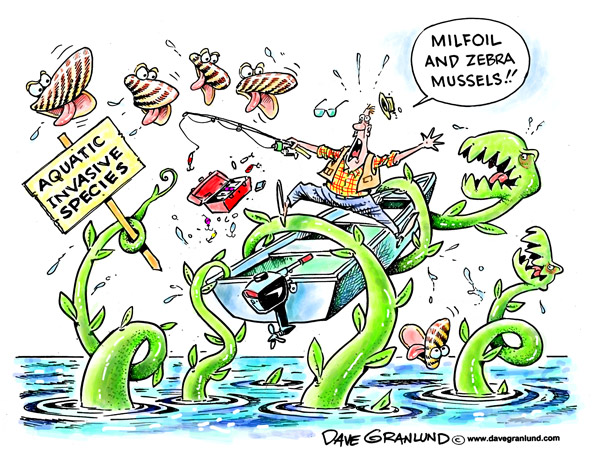 MILFOIL
AND ZEBRA
MUSSELS!!
AQUATIC
INVASIVE
SPECIES
DAVE GRANLUND © www.davegranlund.com